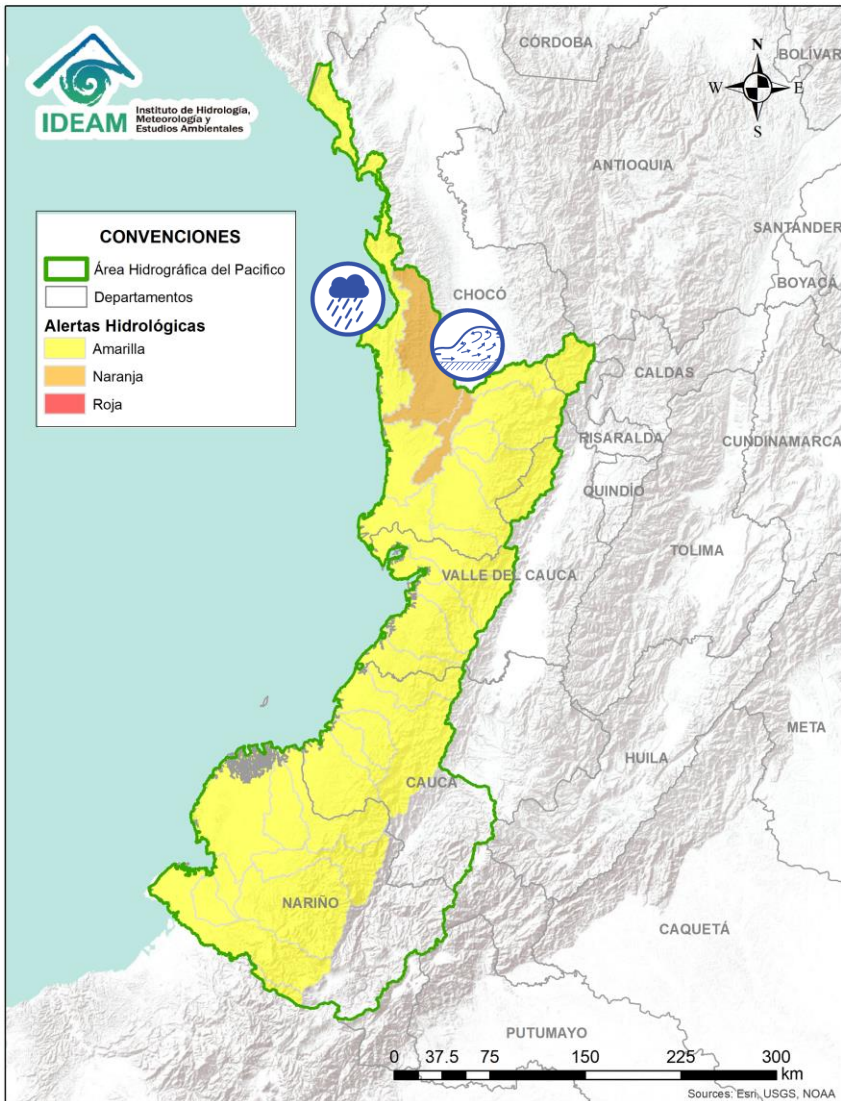 IDEAM
Instituto de Hidrología,
Meteorología y
Estudios Ambientales
CÓRDOBA
BOLÍVAR
N
W
E
S
ANTIOQUIA
SANTANDER
BOYACÁ
CONVENCIONES
Área Hidrográfica del Pacifico
Departamentos
Alertas Hidrológicas
Amarilla
Naranja
Roja
CHOCÓ
CALDAS
RISARALDA
CUNDINAMARCA
QUINDÍO
TOLIMA
VALLE DEL CAUCA
META
HUILA
CAUCA
NARIÑO
CAQUETÁ
PUTUMAYO
0 37.5 75 150 225 300
km
Sources: Esri, USGS, NOAA